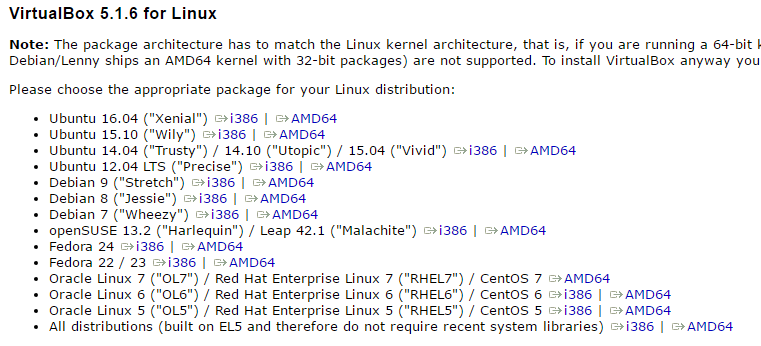 VirtualBox 5.1.6 for Linux
Note: The package architecture has to match the Linux kernel architecture, that is, if you are running a 64-bit
Debian/Lenny ships an AMD64 kernel with 32-bit packages) are not supported. To install VirtualBox anyway you
Please choose the appropriate package for your Linux distribution:
Ubuntu 16.04 ("Xenial") i386 | AMD64
Ubuntu 15.10 ("Wily") i386 | AMD64
Ubuntu 14.04 ("Trusty") / 14.10 ("Utopic") / 15.04 ("Vivid") i386 | AMD64
Ubuntu 12.04 LTS ("Precise") i386 | AMD64
Debian 9 ("Stretch") i386 | AMD64
Debian 8 ("Jessie") i386 | AMD64
Debian 7 ("Wheezy") i386 | AMD64
openSUSE 13.2 ("Harlequin") / Leap 42.1 ("Malachite") i386 | AMD64
Fedora 24 i386 | AMD64
Fedora 22 / 23 i386 | AMD64
Oracle Linux 7 ("OL7") / Red Hat Enterprise Linux 7 ("RHEL7") / CentOS 7 AMD64
Oracle Linux 6 ("OL6") / Red Hat Enterprise Linux 6 ("RHEL6") / CentOS 6 i386 | AMD64
Oracle Linux 5 ("OL5") / Red Hat Enterprise Linux 5 ("RHEL5") / CentOS 5 i386 | AMD64
All distributions (built on EL5 and therefore do not require recent system libraries) i386 | AMD64